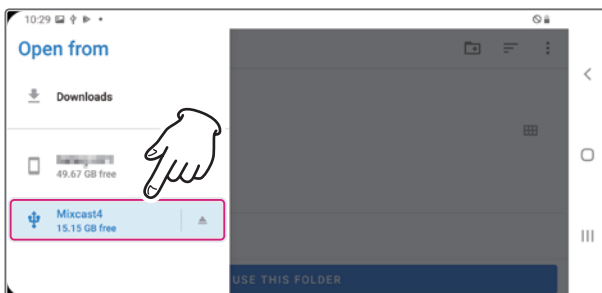 10:29
Open from
Downloads
49.67 GB free
Mixcast4
15.15 GB free
USE THIS FOLDER